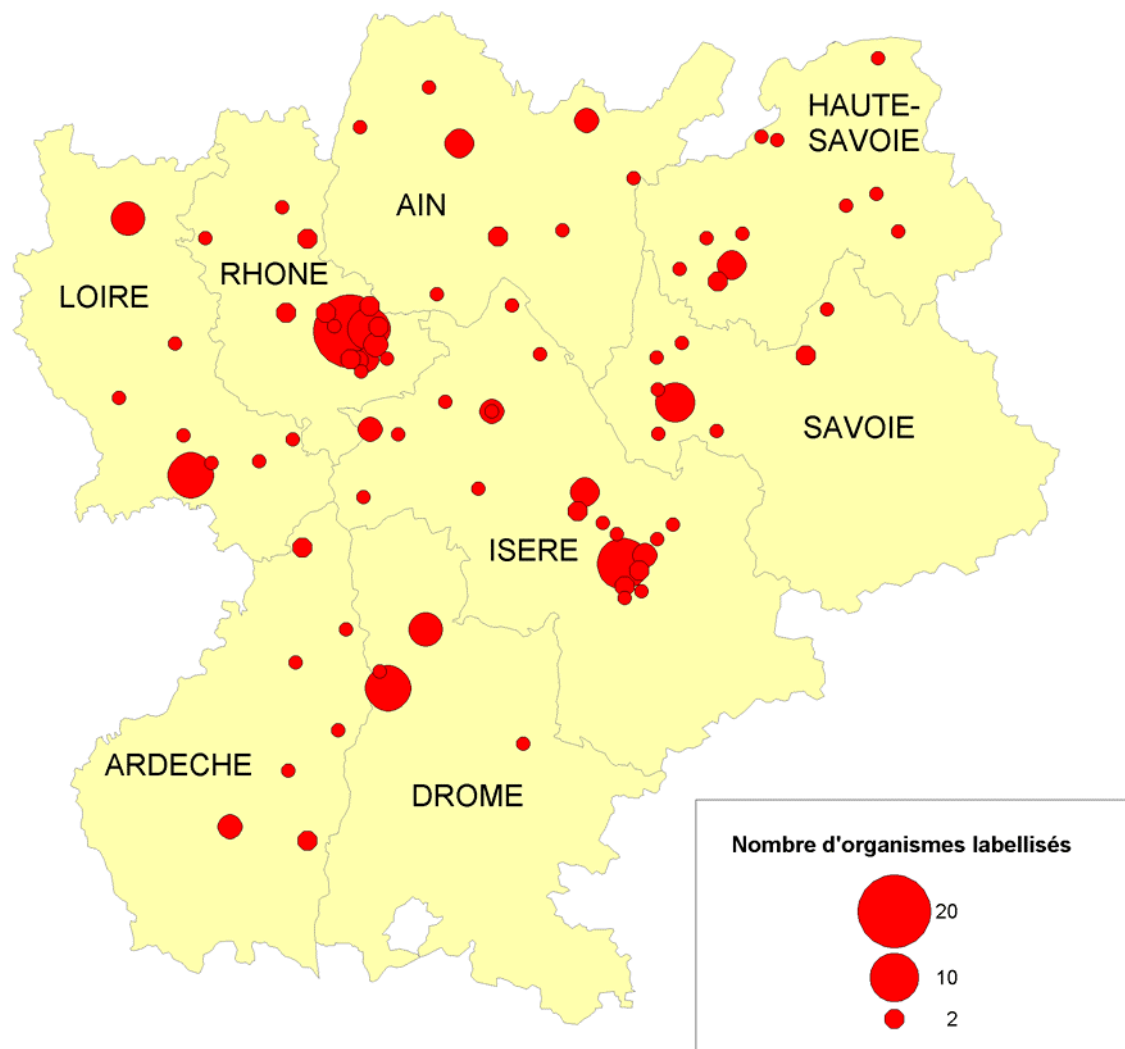 HAUTE-
SAVOIE
AIN
RHONE
LOIRE
SAVOIE
ISERE
ARDECHE
DROME
Nombre d'organismes labellisés
20
10
2